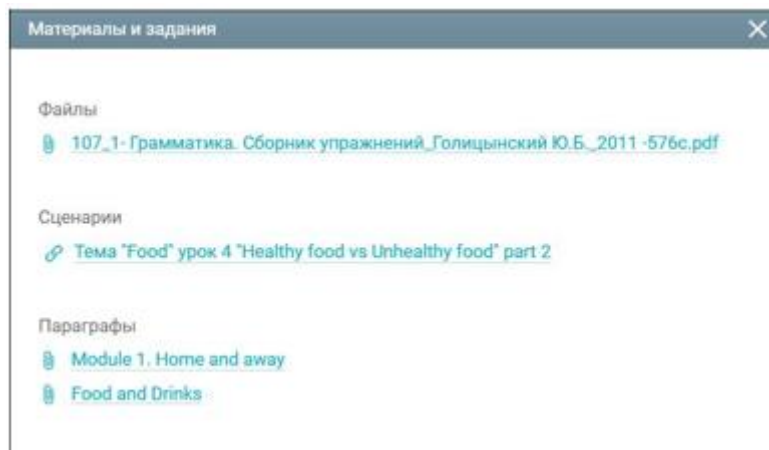 Материалы и задания
Файлы
107_1- Грамматика. Сборник упражнений_Голицынский Ю.Б._2011 -576с.pdf
Сценарии
Тема "Food" урок 4 "Healthy food vs Unhealthy food" part 2
Параграфы
Module 1. Home and away
Food and Drinks